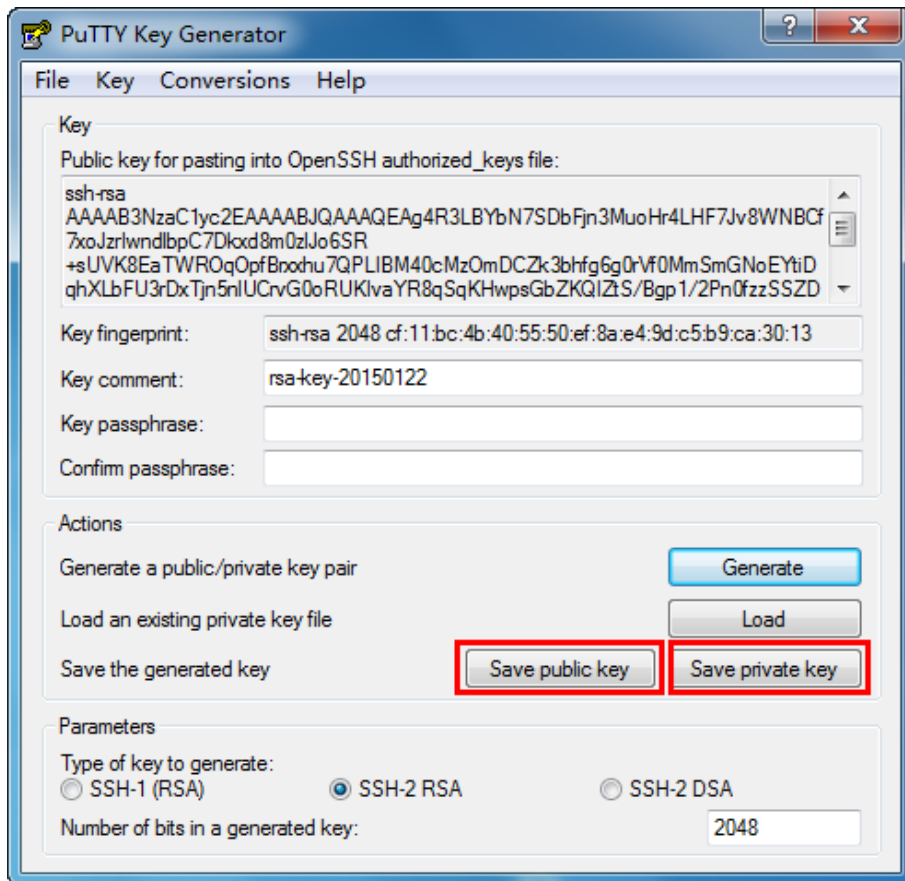 PuTTY Key Generator
File Key Conversions Help
Key
Public key for pasting into OpenSSH authorized_keys file:
ssh-rsa
AAAAB3NzaC1yc2EAAAABJQAAAQEAg4R3LBYbN7SDbFjn3MuoHr4LHF7Jv8WNBCf
7xoJzrlwndlbpC7Dkxd8m0zlJo6SR
+sUVK8EaTWROqOpfBrxxhu7QPLIBM40cMzOmDCZk3bhfg6g0rVf0MmSmGNoEYtiD
qhXLbFU3rDxTjn5nIUCrvG0oRUKIvaYR8qSqKHwpsGbZKQIZtS/Bgp1/2Pn0fzzSSZD
Key fingerprint: ssh-rsa 2048 cf:11:bc:4b:40:55:50:ef:8a:e4:9d:c5:b9:ca:30:13
Key comment: rsa-key-20150122
Key passphrase:
Confirm passphrase:
Actions
Generate a public/private key pair Generate
Load an existing private key file Load
Save the generated key Save public key Save private key
Parameters
Type of key to generate:
SSH-1 (RSA) SSH-2 RSA SSH-2 DSA
Number of bits in a generated key: 2048